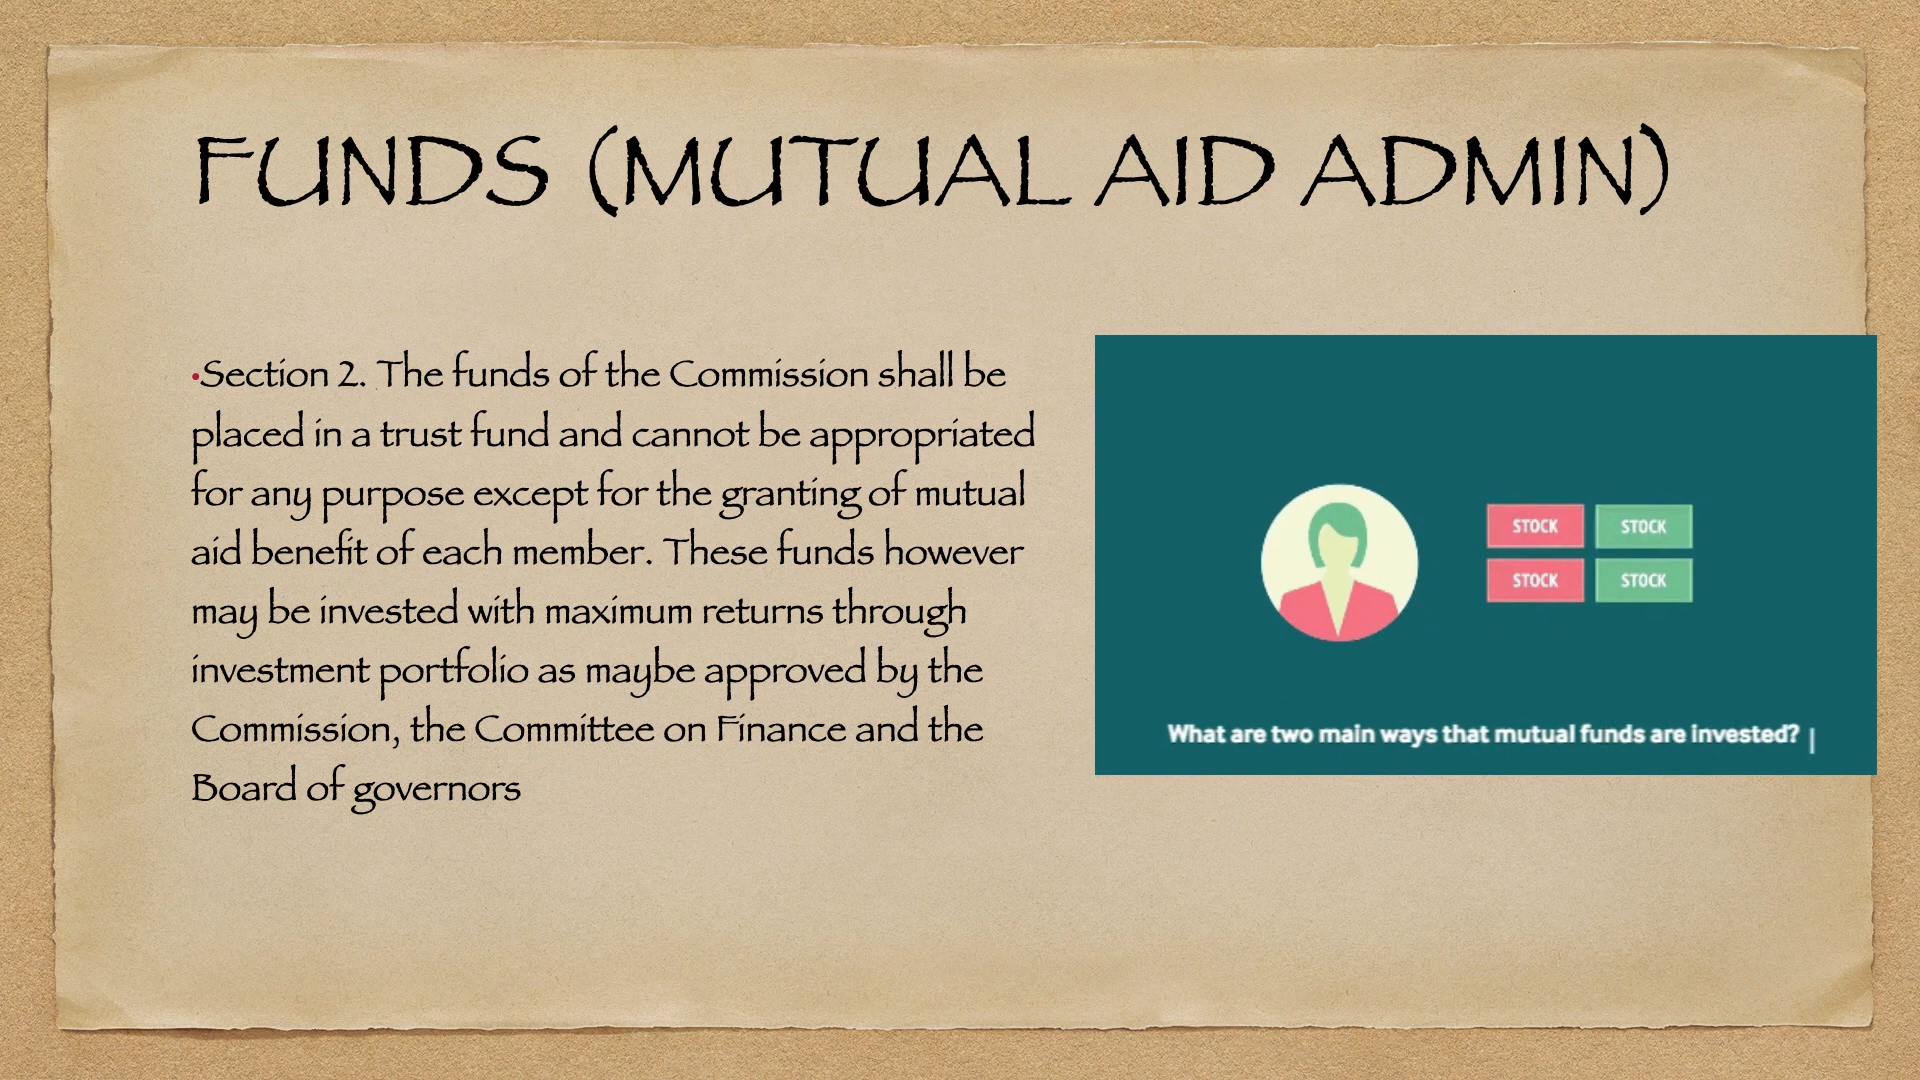 FUNDS (MUTUAL AID ADMIN)
•Section 2. The funds of the Commission shall be
placed in a trust fund and cannot be appropriated
for any purpose except for the granting of mutual
aid benefit of each member. These funds however
may be invested with maximum returns through
investment portfolio as maybe approved by the
Commission, the Committee on Finance and the
Board of governors
STOCK STOCK
STOCK STOCK
What are two main ways that mutual funds are invested?